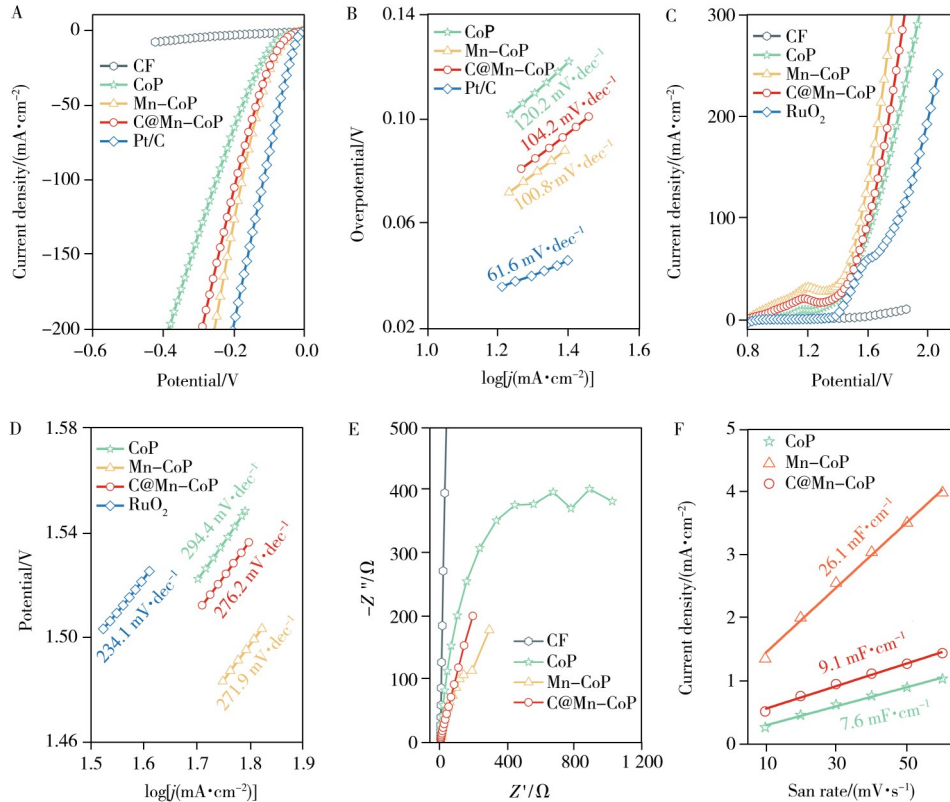 A
0
−50
−100
−150
−200
Current density/(mA·cm−2)
CF
CoP
Mn−CoP
C@Mn−CoP
Pt/C
−0.6
−0.4
−0.2
0.0
Potential/V
B
0.14
0.10
0.06
0.02
Overpotential/V
CoP
Mn−CoP
C@Mn−CoP
Pt/C
120.2 mV·dec−1
104.2 mV·dec−1
100.8·mV·dec−1
61.6 mV·dec−1
1.0
1.2
1.4
1.6
log[j(mA·cm−2)]
C
300
200
100
0
Current density/(mA·cm−2)
CF
CoP
Mn−CoP
C@Mn−CoP
RuO2
0.8
1.2
1.6
2.0
Potential/V
D
1.58
1.54
1.50
1.46
Potential/V
CoP
Mn−CoP
C@Mn−CoP
RuO2
294.4 mV·dec−1
276.2 mV·dec−1
234.1 mV·dec−1
271.9 mV·dec−1
1.5
1.6
1.7
1.8
1.9
log[j(mA·cm−2)]
E
500
400
300
200
100
0
−Z″/Ω
CF
CoP
Mn−CoP
C@Mn−CoP
0
400
800
1 200
Z′/Ω
F
5
4
3
2
1
0
Current density/(mA·cm−2)
CoP
Mn−CoP
C@Mn−CoP
26.1 mF·cm−1
9.1 mF·cm−1
7.6 mF·cm−1
10
30
50
San rate/(mV·s−1)